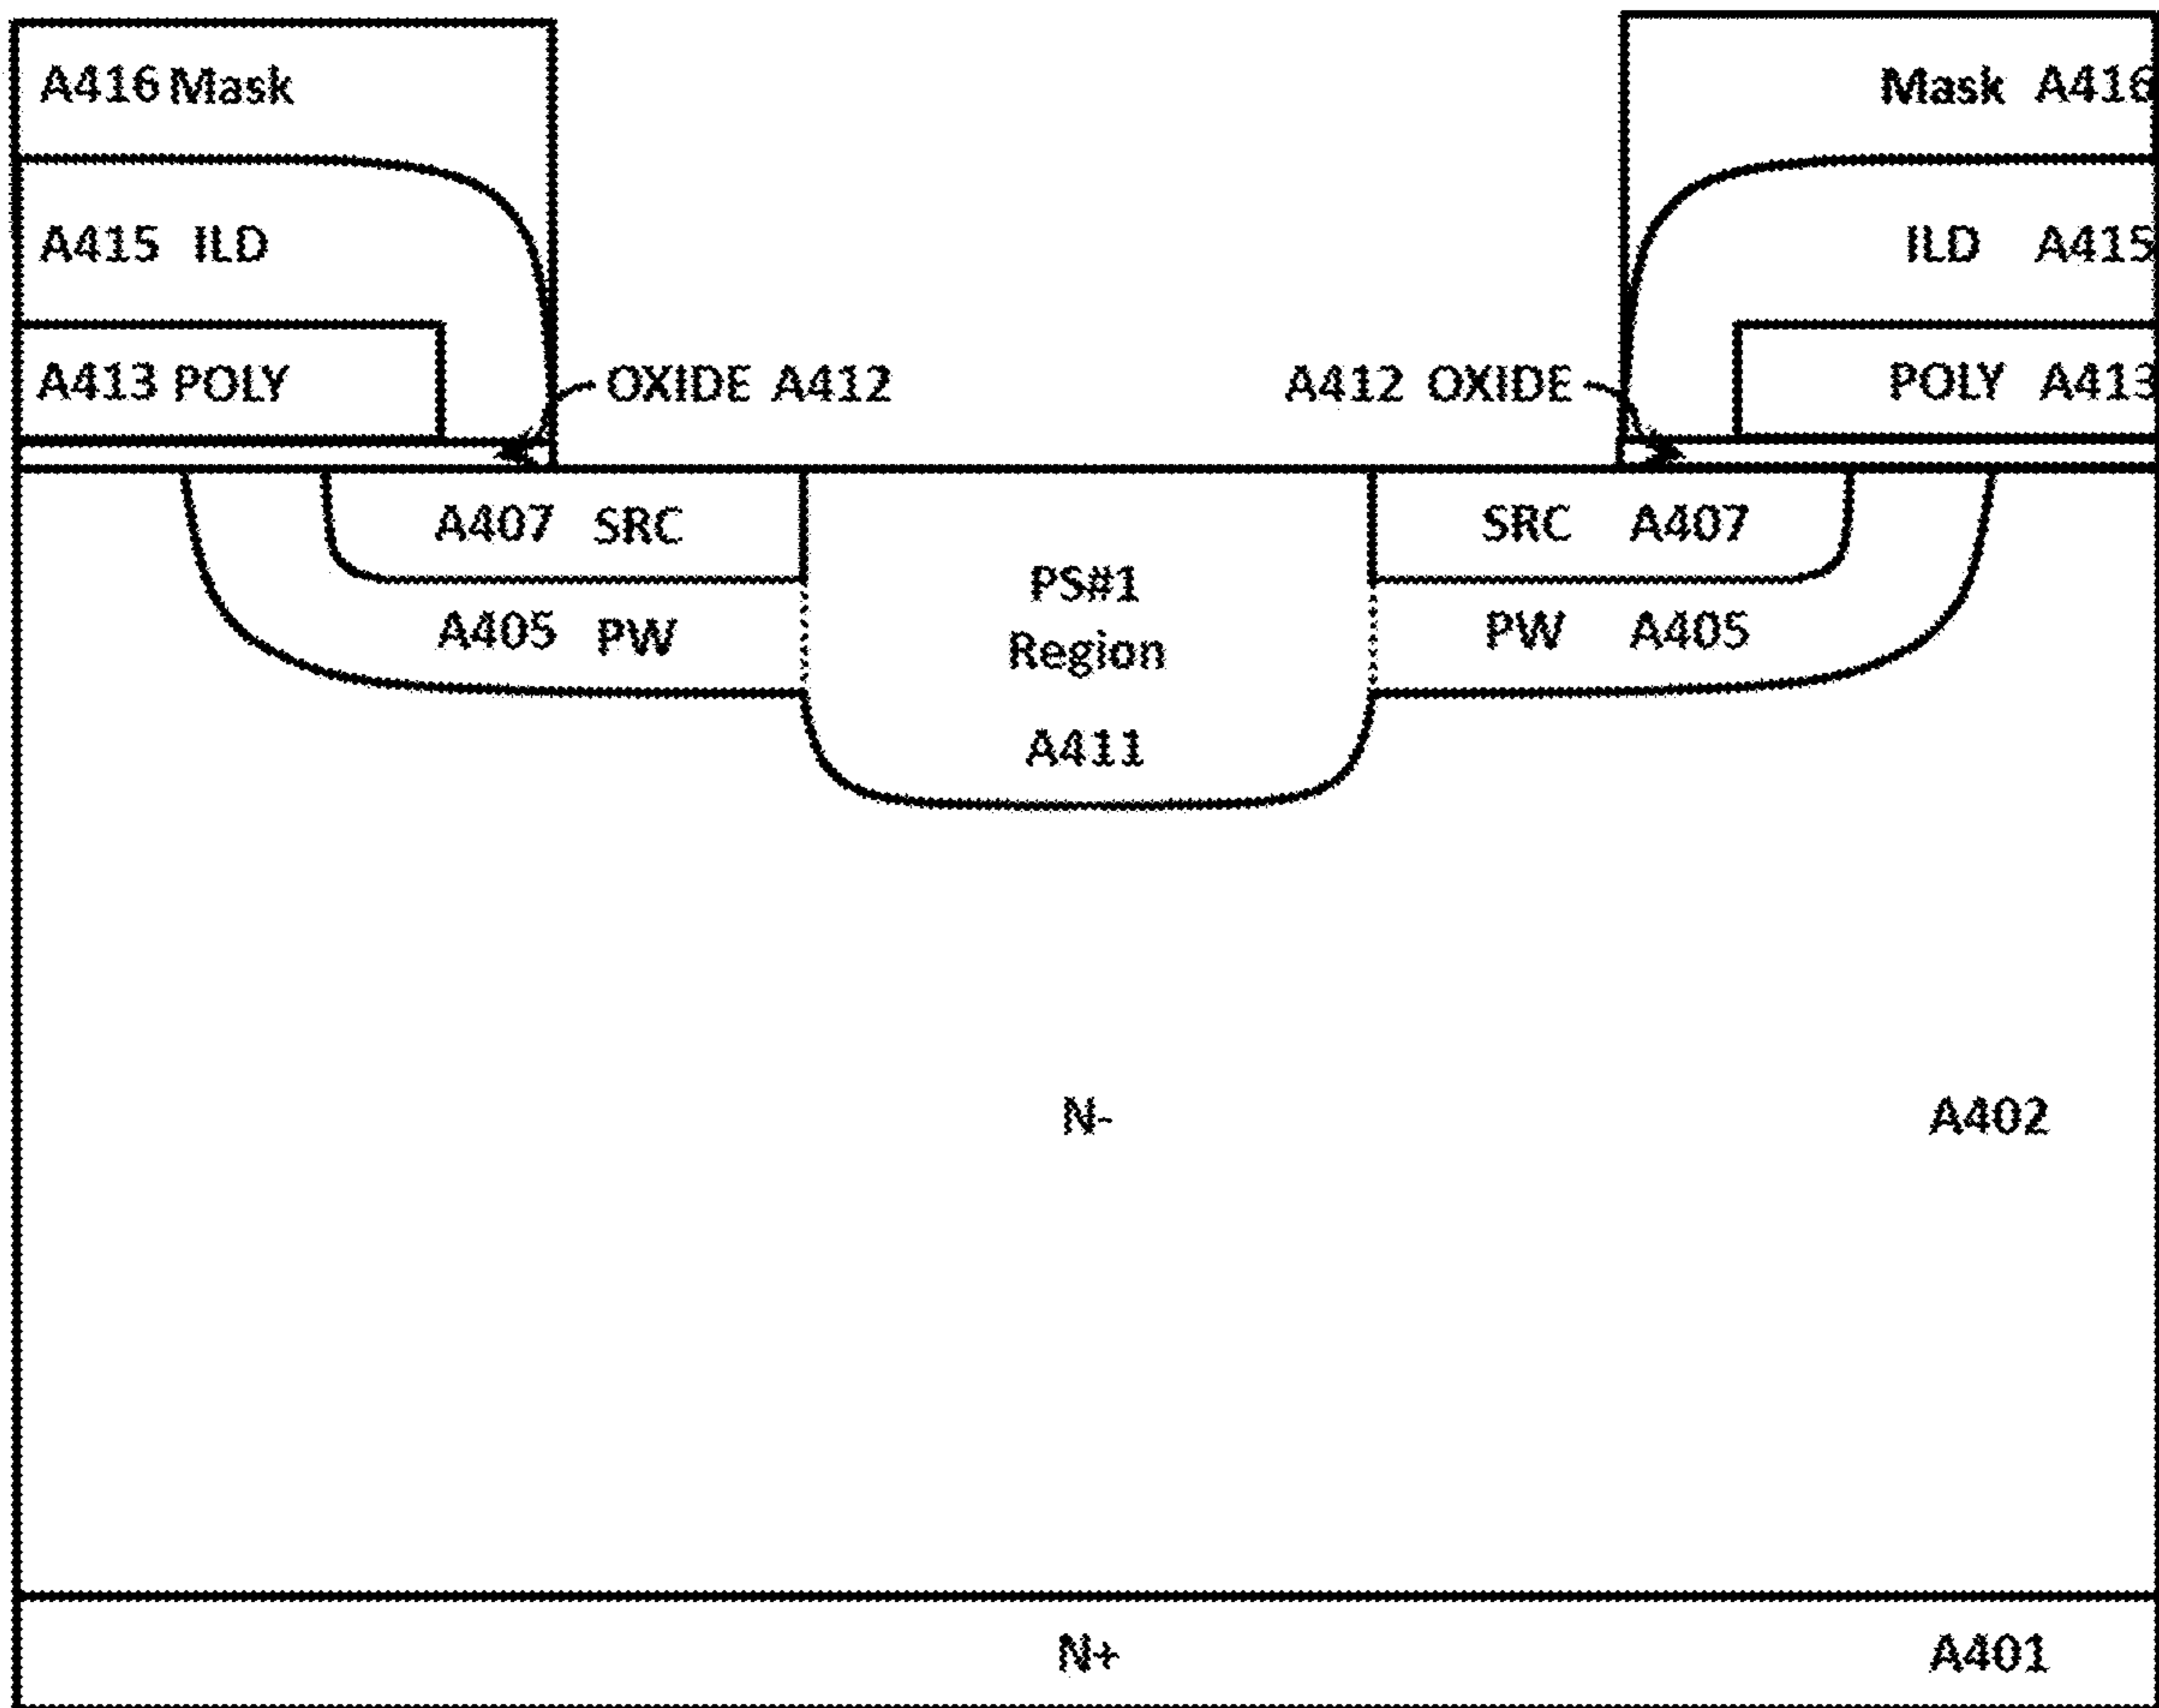 A416 Mask Mask A416
A415 ILD ILD A415
A413 POLY OXIDE A412 A412 OXIDE POLY A413
A407 SRC SRC A407
PS#1
Region
A405 PW PW A405
A411
N- A402
N+ A401